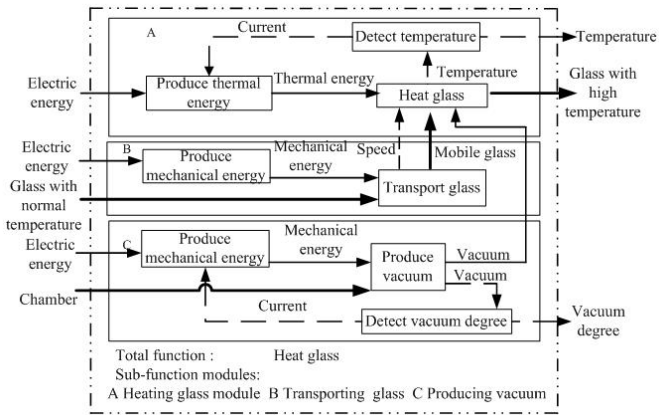 A
Current
Detect temperature
Temperature
Electric
energy
Produce thermal
energy
Thermal energy
Temperature
Heat glass
Glass with
high
temperature
Electric
energy
B
Produce
mechanical energy
Mechanical
energy
Speed
Mobile glass
Glass with
normal
temperature
Transport glass
Electric
energy
C
Produce
mechanical energy
Mechanical
energy
Produce
vacuum
Vacuum
Vacuum
Chamber
Current
Detect vacuum degree
Vacuum
degree
Total function : Heat glass
Sub-function modules:
A Heating glass module B Transporting glass C Producing vacuum